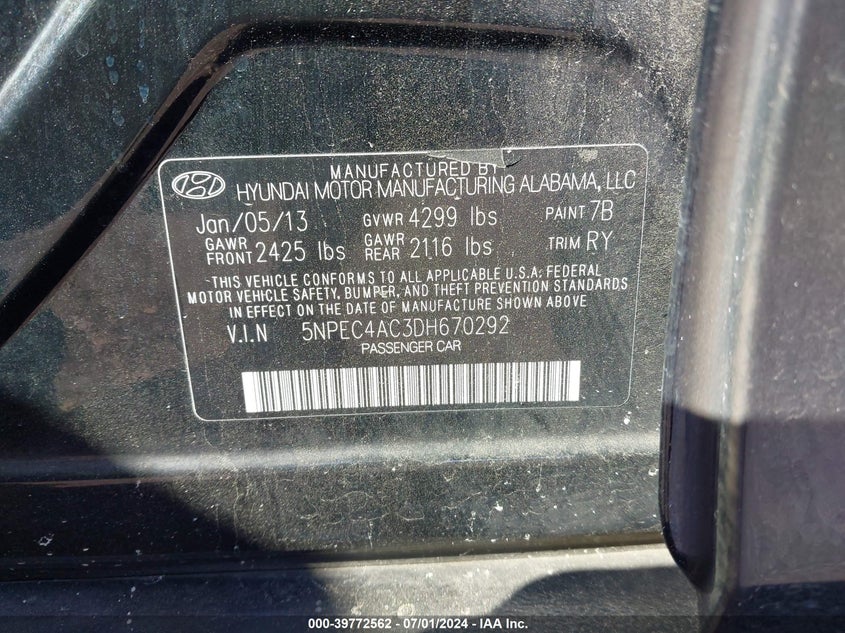 MANUFACTURED BY
HYUNDAI MOTOR MANUFACTURING ALABAMA, LLC
Jan/05/13 GVWR 4299 lbs PAINT 7B
GAWR FRONT 2425 lbs GAWR REAR 2116 lbs TRIM RY
THIS VEHICLE CONFORMS TO ALL APPLICABLE U.S.A. FEDERAL
MOTOR VEHICLE SAFETY, BUMPER, AND THEFT PREVENTION STANDARDS
IN EFFECT ON THE DATE OF MANUFACTURE SHOWN ABOVE
V.I.N 5NPEC4AC3DH670292
PASSENGER CAR
000-39772562 - 07/01/2024 - © IAA